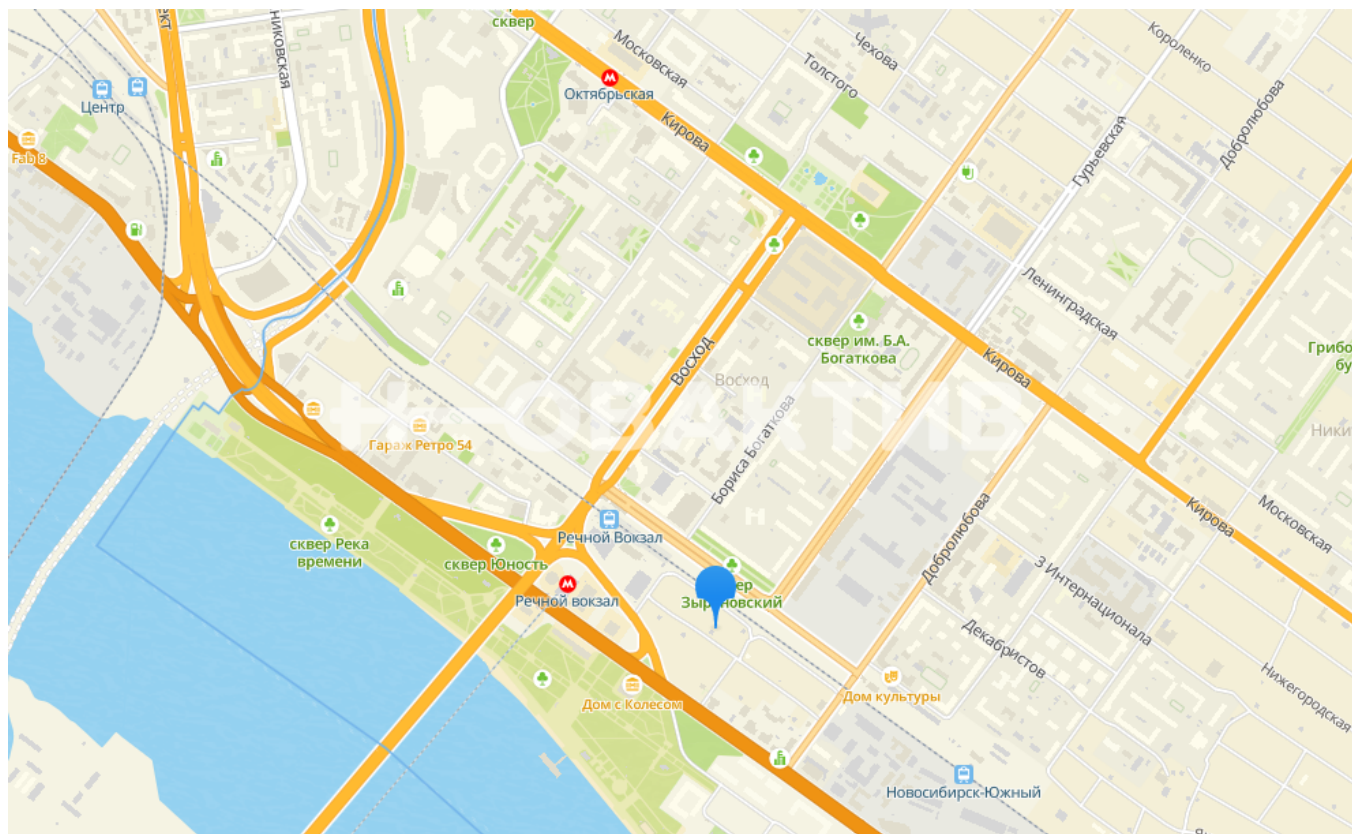 сквер
Московская
Чехова
Короленко
Толстого
Добролюбова
Октябрьская
Центр
Кирова
Fab 8
Гурьевская
Ленинградская
сквер им. Б.А.
Богаткова
Восход
Кирова
Восход
Гараж Ретро 54
Бориса Богаткова
Кирова
Московская
Речной Вокзал
сквер Река
времени
сквер Юность
Добролюбова
3 Интернационала
Речной вокзал
Зыряновский
Декабристов
Нижегородская
Дом с Колесом
Дом культуры
Новосибирск-Южный